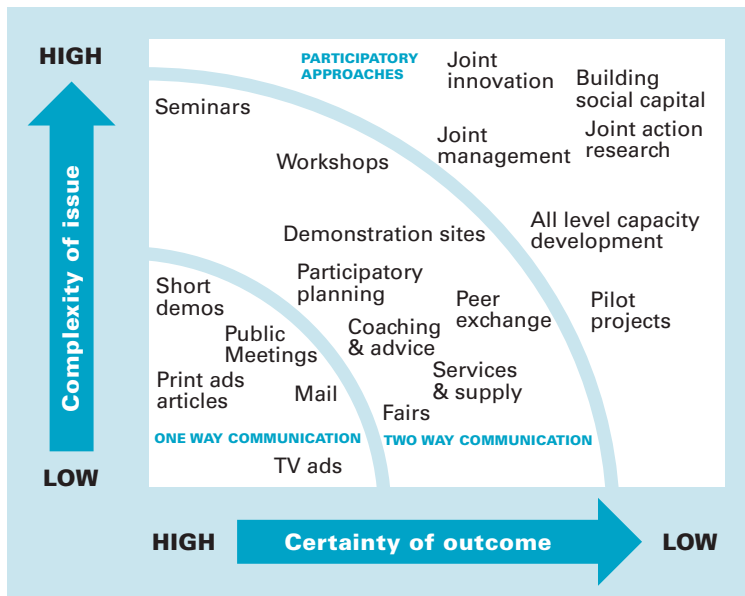 HIGH
PARTICIPATORY
APPROACHES
Joint
innovation
Building
social capital
Seminars
Joint
management
Joint action
research
Workshops
Complexity of issue
Demonstration sites
All level capacity
development
Participatory
planning
Short
demos
Peer
exchange
Pilot
projects
Public
Meetings
Coaching
& advice
Print ads
articles
Mail
Services
& supply
Fairs
ONE WAY COMMUNICATION
TWO WAY COMMUNICATION
TV ads
LOW
HIGH
Certainty of outcome
LOW